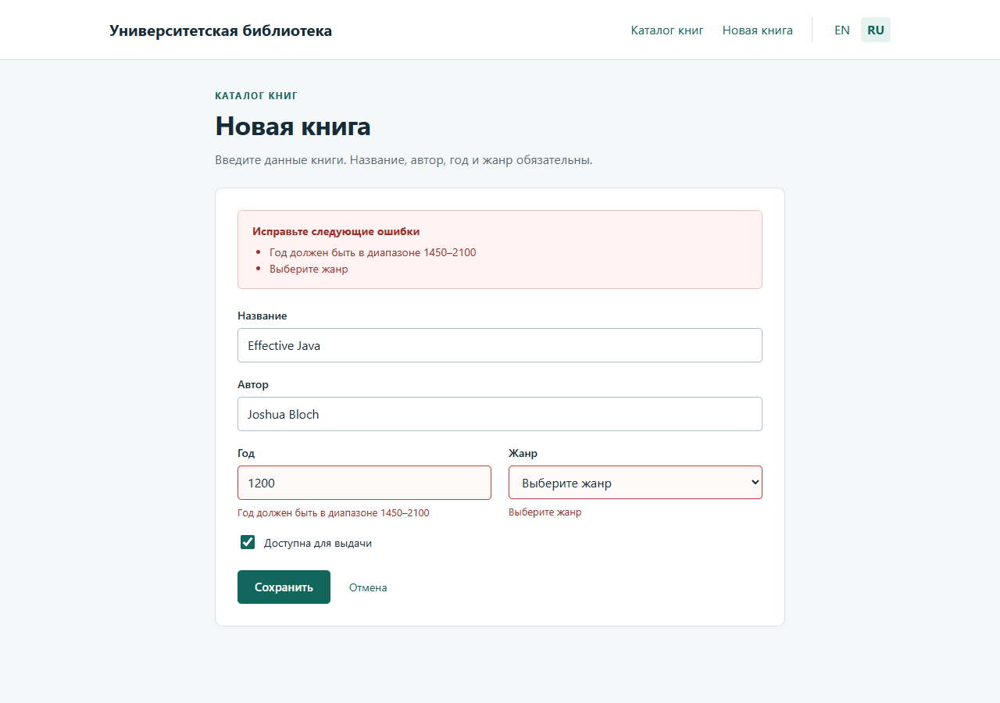 Университетская библиотека
Каталог книг
Новая книга
EN
RU
КАТАЛОГ КНИГ
Новая книга
Введите данные книги. Название, автор, год и жанр обязательны.
Исправьте следующие ошибки
Год должен быть в диапазоне 1450–2100
Выберите жанр
Название
Effective Java
Автор
Joshua Bloch
Год
Жанр
1200
Выберите жанр
Год должен быть в диапазоне 1450–2100
Выберите жанр
Доступна для выдачи
Сохранить
Отмена